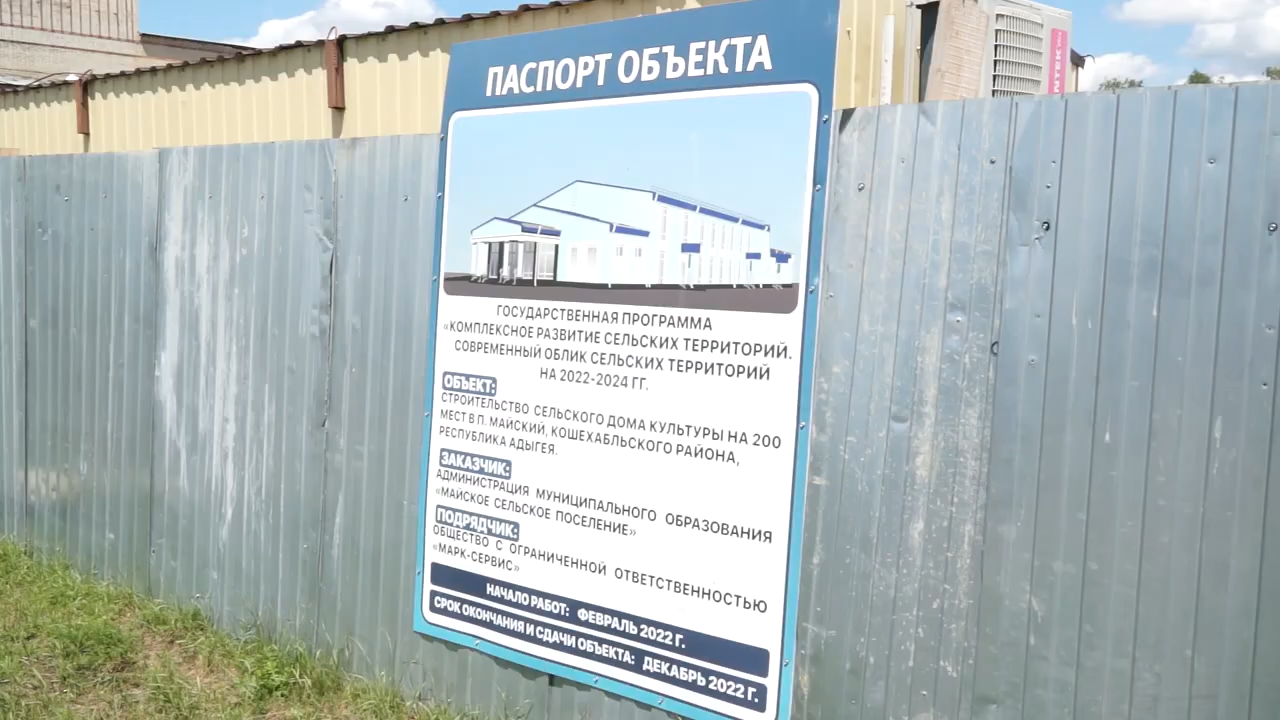 ПАСПОРТ ОБЪЕКТА
ГОСУДАРСТВЕННАЯ ПРОГРАММА
«КОМПЛЕКСНОЕ РАЗВИТИЕ СЕЛЬСКИХ ТЕРРИТОРИЙ.
СОВРЕМЕННЫЙ ОБЛИК СЕЛЬСКИХ ТЕРРИТОРИЙ
НА 2022-2024 ГГ.
ОБЪЕКТ:
СТРОИТЕЛЬСТВО СЕЛЬСКОГО ДОМА КУЛЬТУРЫ НА 200
МЕСТ В П. МАЙСКИЙ, КОШЕХАБЛЬСКОГО РАЙОНА,
РЕСПУБЛИКА АДЫГЕЯ.
ЗАКАЗЧИК:
АДМИНИСТРАЦИЯ МУНИЦИПАЛЬНОГО ОБРАЗОВАНИЯ
«МАЙСКОЕ СЕЛЬСКОЕ ПОСЕЛЕНИЕ»
ПОДРЯДЧИК:
ОБЩЕСТВО С ОГРАНИЧЕННОЙ ОТВЕТСТВЕННОСТЬЮ
«МАРК-СЕРВИС»
НАЧАЛО РАБОТ: ФЕВРАЛЬ 2022 Г.
СРОК ОКОНЧАНИЯ И СДАЧИ ОБЪЕКТА: ДЕКАБРЬ 2022 Г.